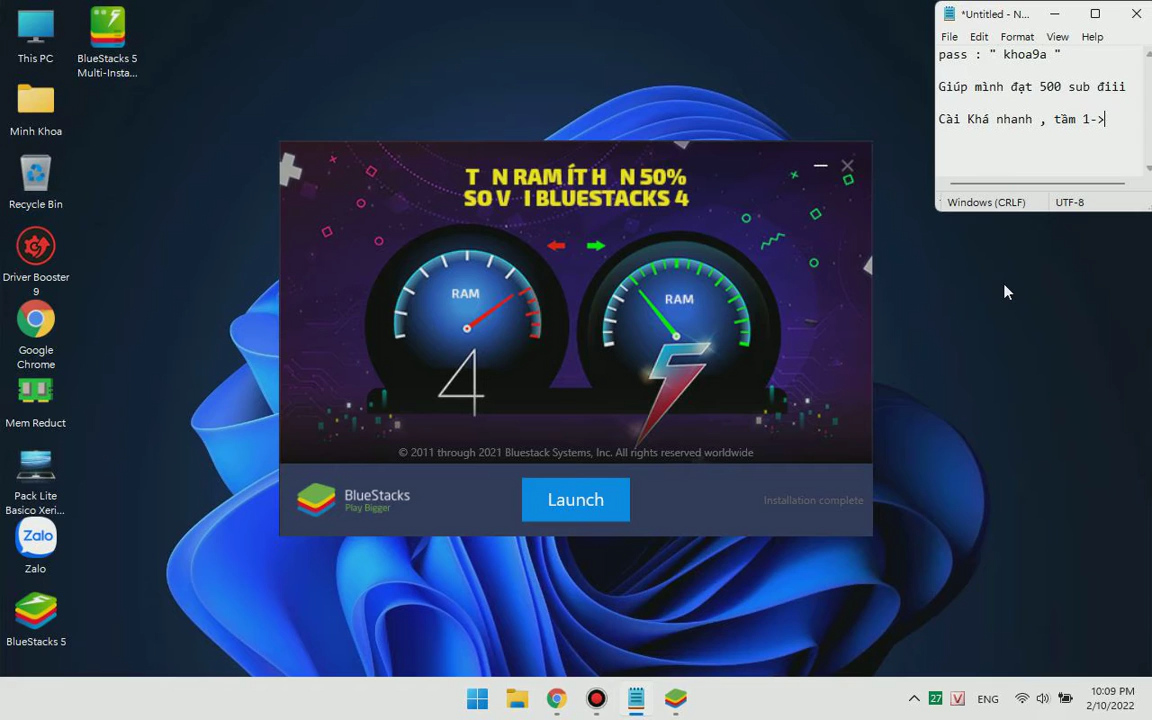 This PC
BlueStacks 5
Multi-Insta...
Minh Khoa
Recycle Bin
Driver Booster
9
Google
Chrome
Mem Reduct
Pack Lite
Basico Xeri...
Zalo
Zalo
BlueStacks 5
T N RAM ÍT H N 50%
SO V I BLUESTACKS 4
RAM
4
RAM
© 2011 through 2021 Bluestack Systems, Inc. All rights reserved worldwide
BlueStacks
Play Bigger
Launch
Installation complete
*Untitled - N...
File Edit Format View Help
pass : " khoa9a "
Giúp mình đạt 500 sub điii
Cài Khá nhanh , tầm 1->
Windows (CRLF) UTF-8
27
V
ENG
10:09 PM
2/10/2022